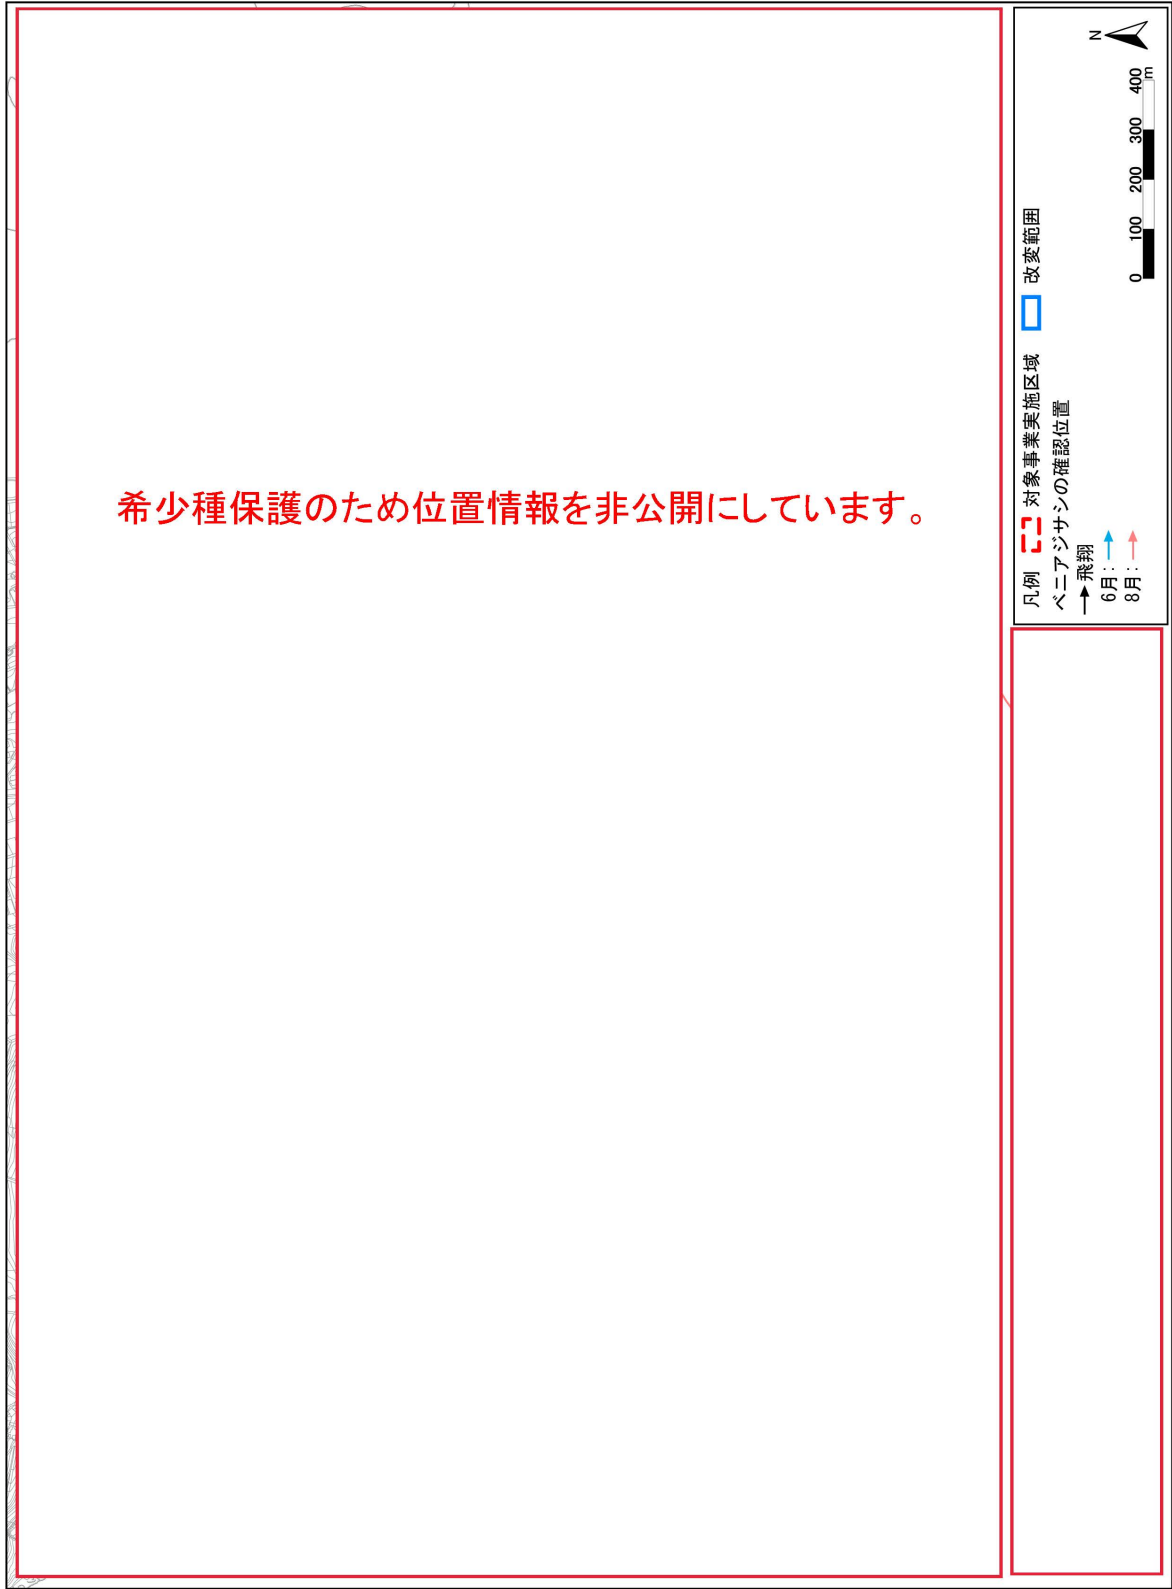 希少種保護のため位置情報を非公開にしています。
凡例 対象事業実施区域 改変範囲
ベニアジサシの確認位置
飛翔
6月：
8月：
N
0 100 200 300 400
m